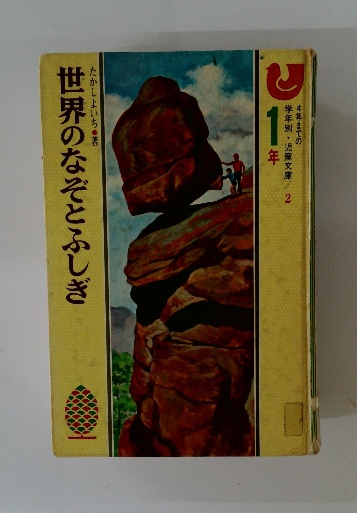 4年までの
学年別・児童文庫／2
1年
たかしよいち●著
世界のなぞとふしぎ